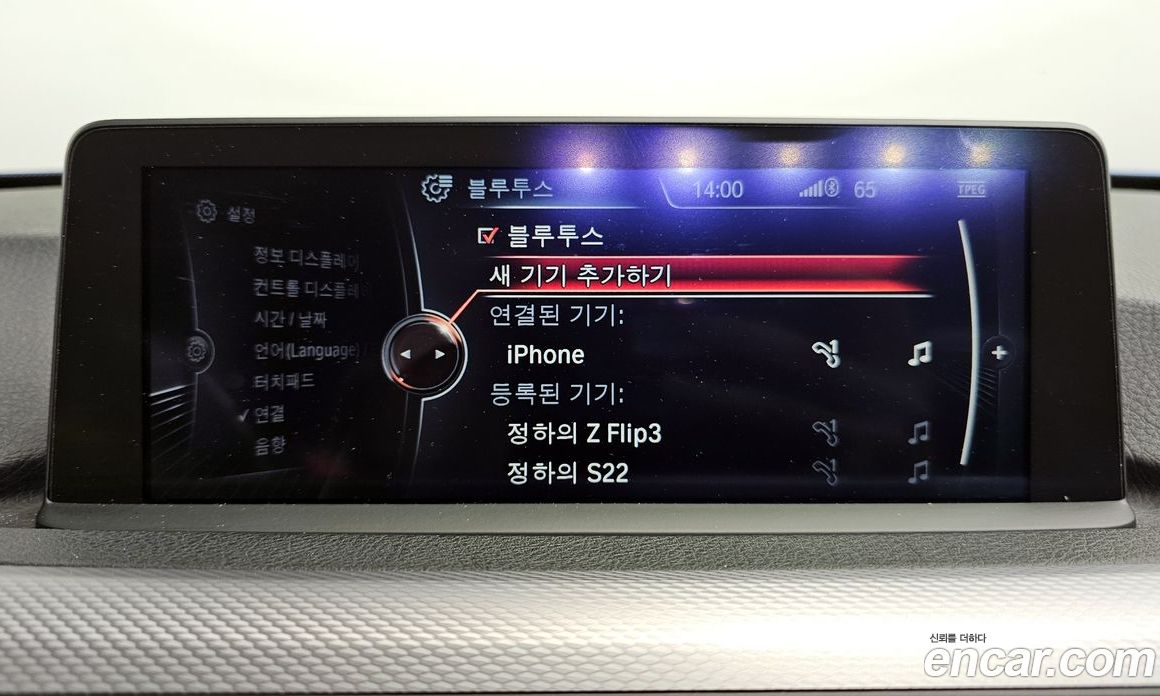 블루투스
14:00
65
TPEG
설정
정보 디스플레이
컨트롤 디스플레이
시간 / 날짜
언어(Language) /
터치패드
✓ 연결
음향
블루투스
새 기기 추가하기
연결된 기기:
iPhone
등록된 기기:
정하의 Z Flip3
정하의 S22
신뢰를 더하다
encar.com